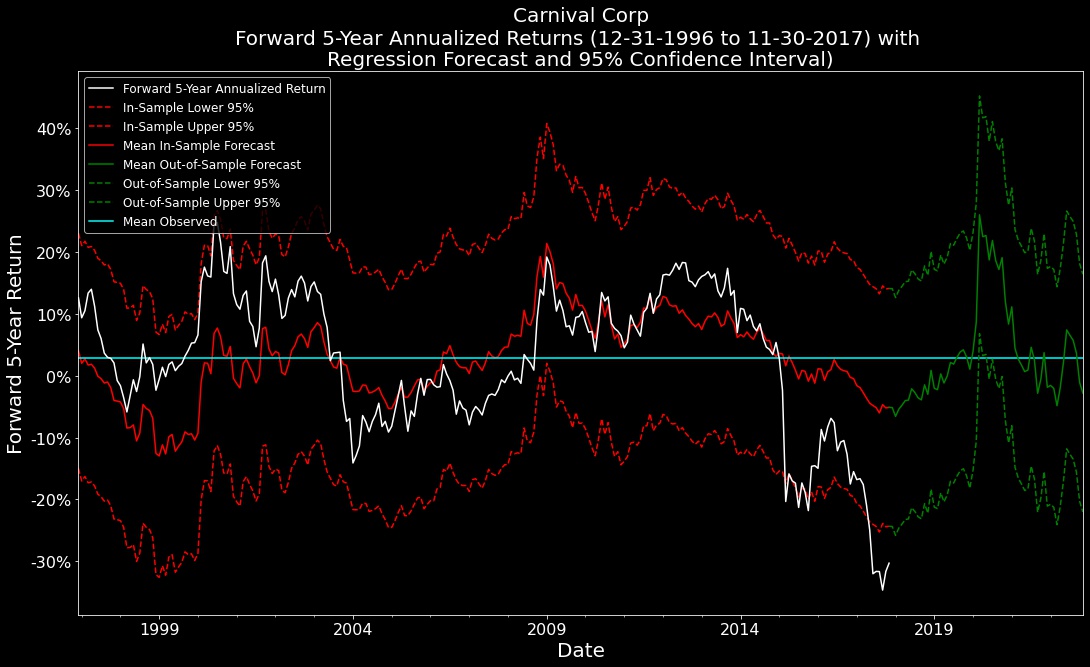 Carnival Corp
Forward 5-Year Annualized Returns (12-31-1996 to 11-30-2017) with
Regression Forecast and 95% Confidence Interval)
Forward 5-Year Annualized Return
In-Sample Lower 95%
In-Sample Upper 95%
Mean In-Sample Forecast
Mean Out-of-Sample Forecast
Out-of-Sample Lower 95%
Out-of-Sample Upper 95%
Mean Observed
Forward 5-Year Return
40%
30%
20%
10%
0%
-10%
-20%
-30%
1999
2004
2009
2014
2019
Date